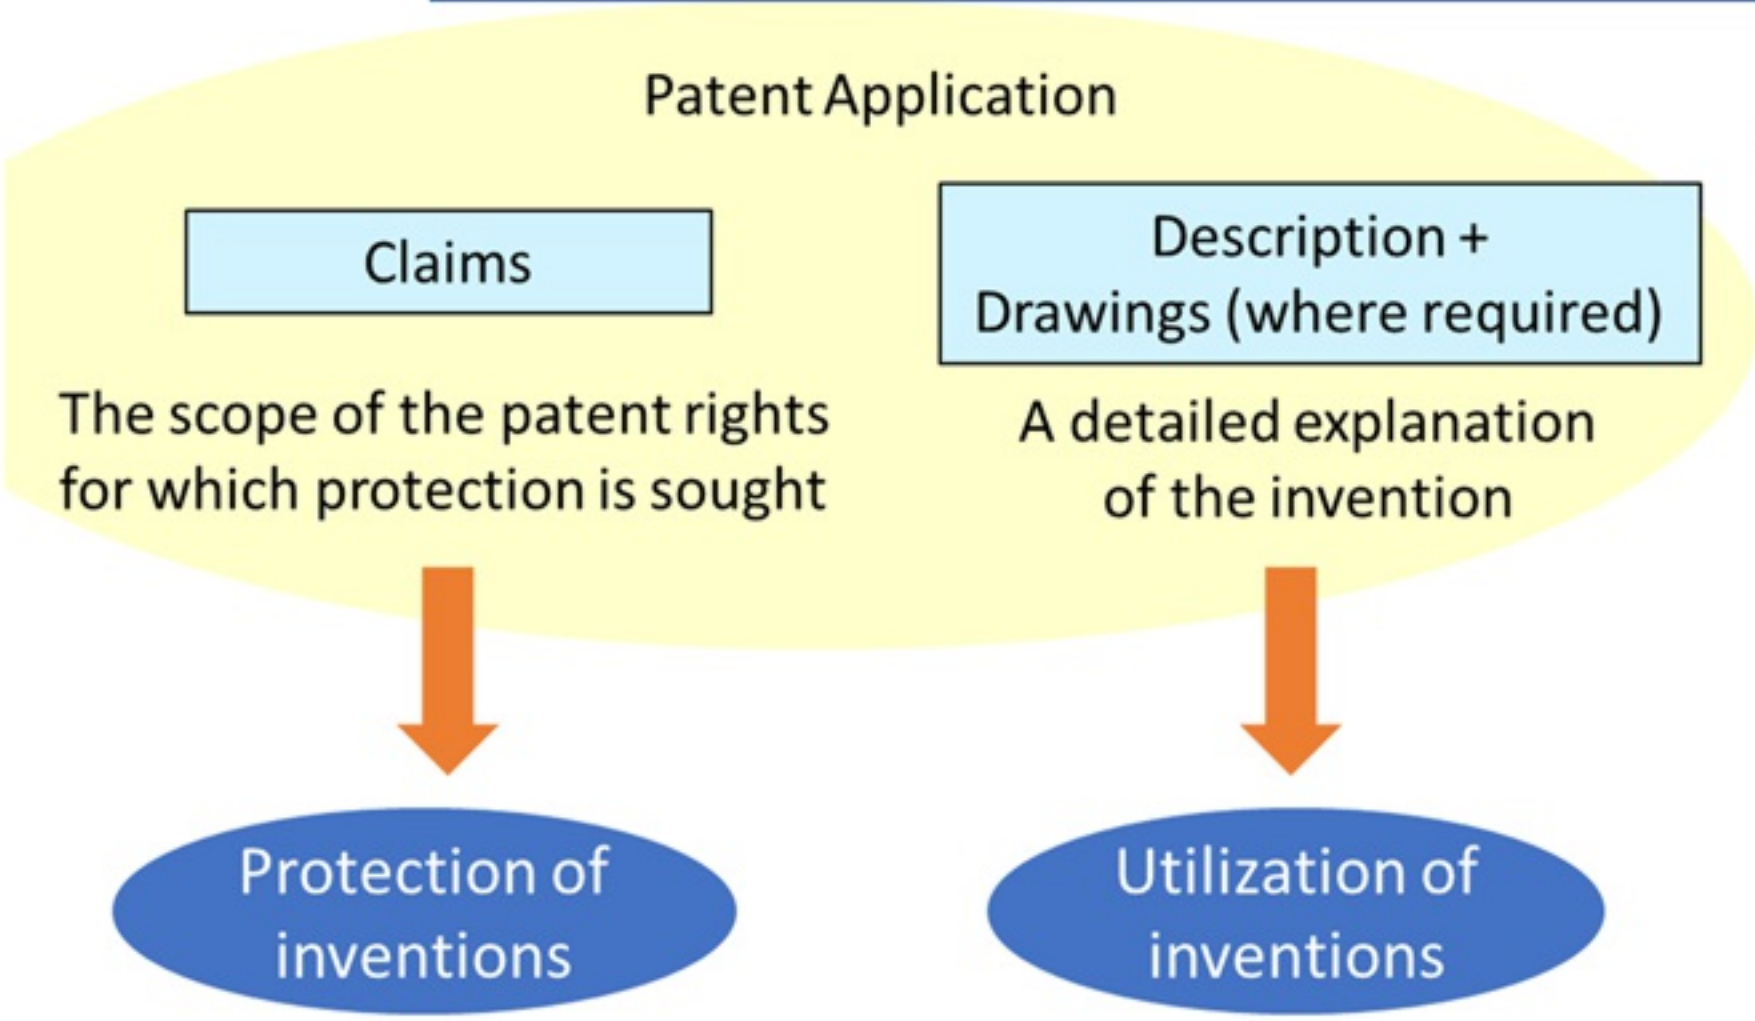 Patent Application
Claims
The scope of the patent rights
for which protection is sought
Description +
Drawings (where required)
A detailed explanation
of the invention
Protection of
inventions
Utilization of
inventions